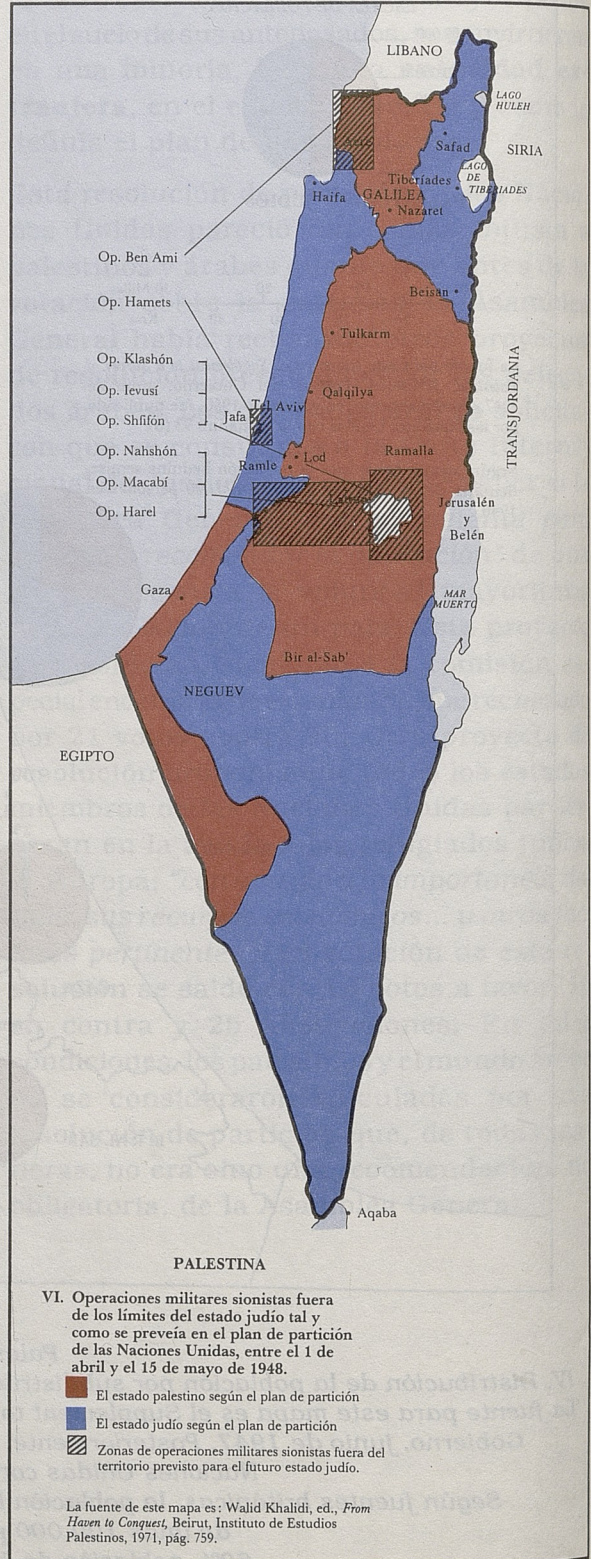 LIBANO
LAGO
HULEH
SIRIA
Safad
LAGO
DE
TIBERIADES
Tiberíades
Haifa
GALILEA
Nazaret
Op. Ben Ami
Beisán
Op. Hamets
Tulkarm
TRANSJORDANIA
Op. Klashón
Op. Ievusí
Qalqilya
Tel Aviv
Jafa
Op. Shfifón
Op. Nahshón
Lod
Ramalla
Ramle
Op. Macabí
Op. Harel
Jerusalén
y
Belén
Gaza
MAR
MUERTO
Bir al-Sab'
NEGUEV
EGIPTO
Aqaba
PALESTINA
VI. Operaciones militares sionistas fuera
de los límites del estado judío tal y
como se preveía en el plan de partición
de las Naciones Unidas, entre el 1 de
abril y el 15 de mayo de 1948.
El estado palestino según el plan de partición
El estado judío según el plan de partición
Zonas de operaciones militares sionistas fuera del
territorio previsto para el futuro estado judío.
La fuente de este mapa es: Walid Khalidi, d., From
Haven to Conquest, Beirut, Instituto de Estudios
Palestinos, 1971, pág. 759.